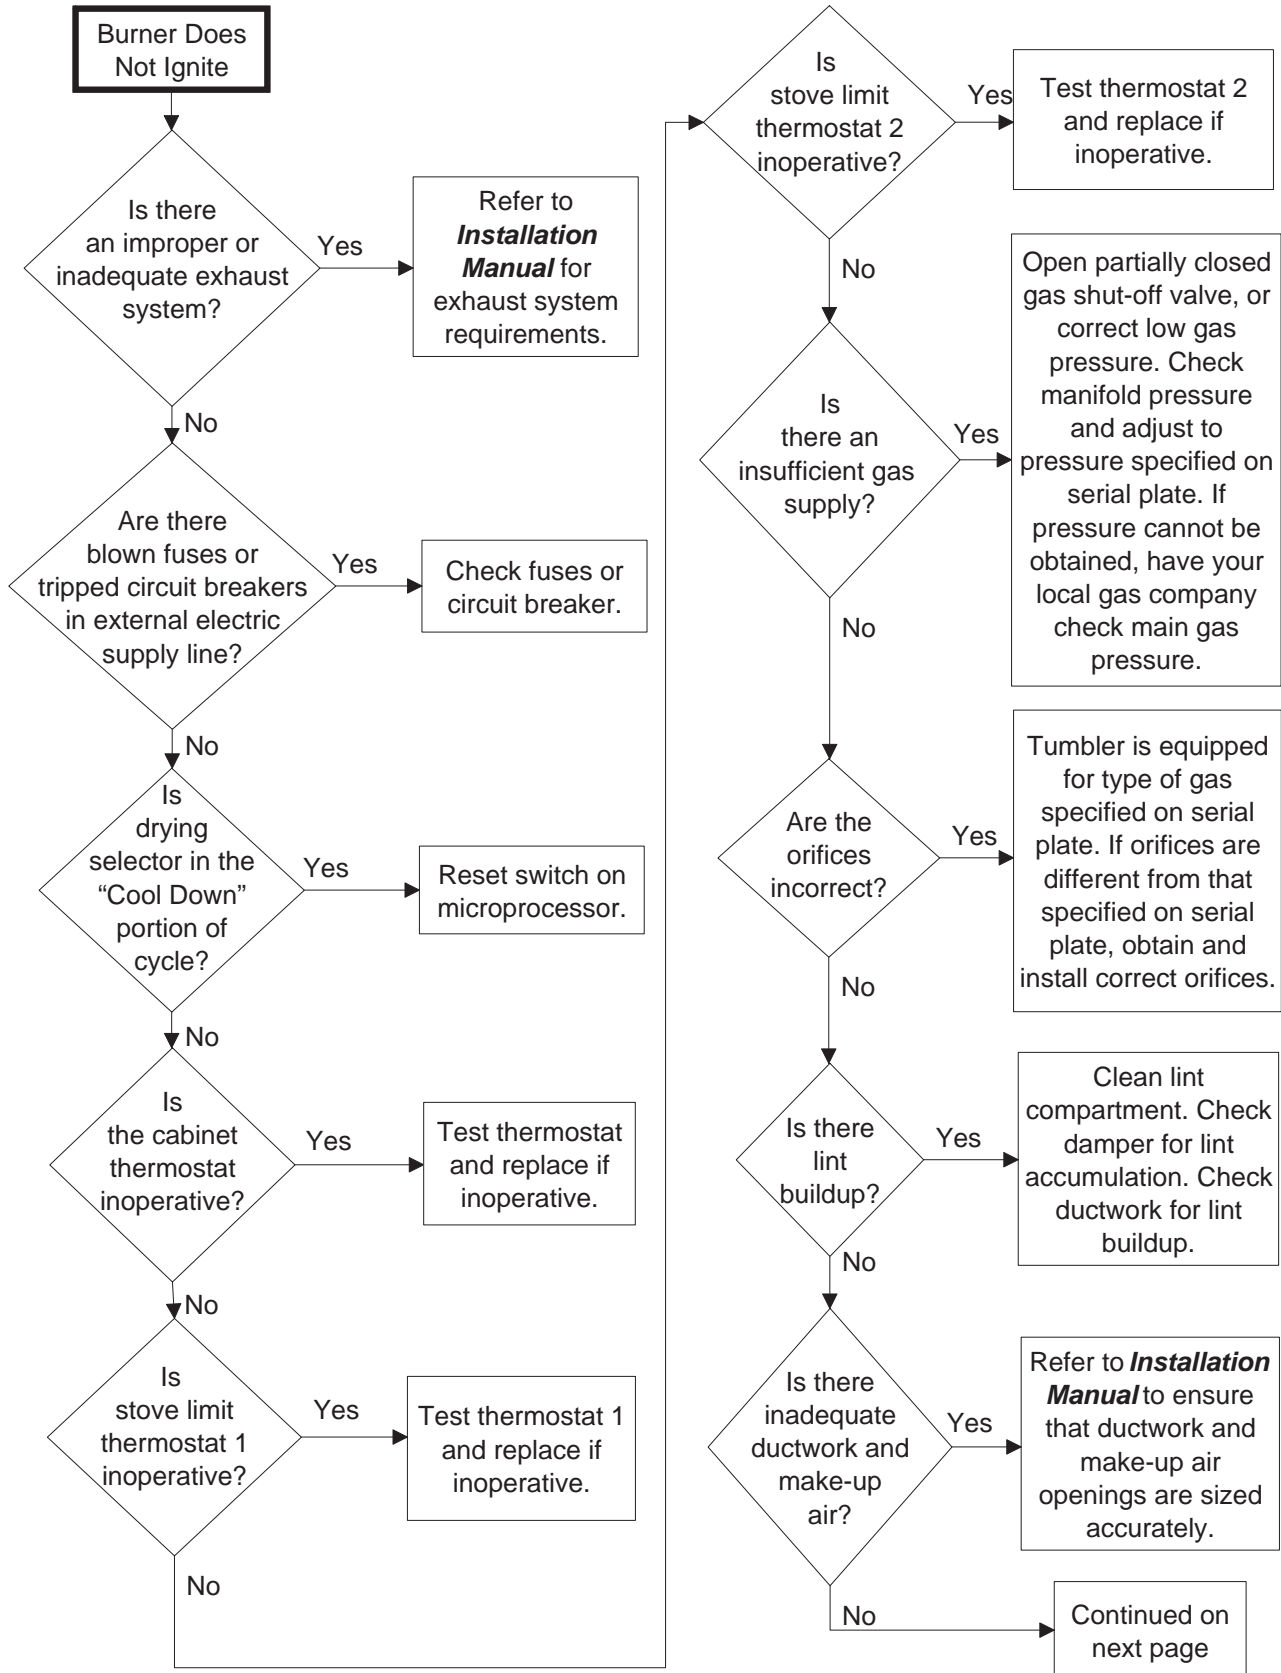 Burner Does
Not Ignite
Is there
an improper or
inadequate exhaust
system?
Yes
Refer to
Installation
Manual for
exhaust system
requirements.
No
Are there
blown fuses or
tripped circuit breakers
in external electric
supply line?
Yes
Check fuses or
circuit breaker.
No
Is
drying
selector in the
“Cool Down”
portion of
cycle?
Yes
Reset switch on
microprocessor.
No
Is
the cabinet
thermostat
inoperative?
Yes
Test thermostat
and replace if
inoperative.
No
Is
stove limit
thermostat 1
inoperative?
Yes
Test thermostat 1
and replace if
inoperative.
No
Is
stove limit
thermostat 2
inoperative?
Yes
Test thermostat 2
and replace if
inoperative.
No
Is
there an
insufficient gas
supply?
Yes
Open partially closed
gas shut-off valve, or
correct low gas
pressure. Check
manifold pressure
and adjust to
pressure specified on
serial plate. If
pressure cannot be
obtained, have your
local gas company
check main gas
pressure.
No
Are the
orifices
incorrect?
Yes
Tumbler is equipped
for type of gas
specified on serial
plate. If orifices are
different from that
specified on serial
plate, obtain and
install correct orifices.
No
Is there
lint
buildup?
Yes
Clean lint
compartment. Check
damper for lint
accumulation. Check
ductwork for lint
buildup.
No
Is there
inadequate
ductwork and
make-up
air?
Yes
Refer to Installation
Manual to ensure
that ductwork and
make-up air
openings are sized
accurately.
No
Continued on
next page